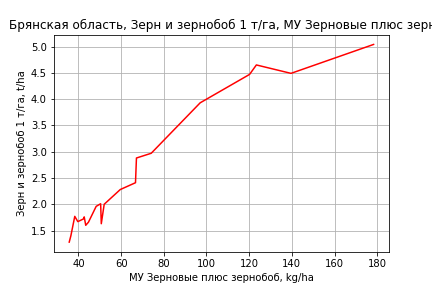 Брянская область, Зерн и зернобоб 1 т/га, МУ Зерновые плюс зерн
5.0
4.5
4.0
3.5
3.0
2.5
2.0
1.5
Зерн и зернобоб 1 т/га, t/ha
40 60 80 100 120 140 160 180
МУ Зерновые плюс зернобоб, kg/ha